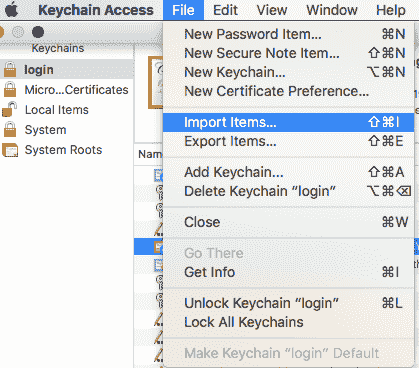 Keychain Access File Edit View Window Help
Keychains
login
Micro...Certificates
Local Items
System
System Roots
Nam
New Password Item... ⌘N
New Secure Note Item... ⇧⌘N
New Keychain... ⌥⌘N
New Certificate Preference...
Import Items... ⇧⌘I
Export Items... ⇧⌘E
Add Keychain... ⇧⌘A
Delete Keychain “login” ⌥⌘⌫
Close ⌘W
Go There
Get Info ⌘I
Unlock Keychain “login” ⌘L
Lock All Keychains
Make Keychain “login” Default